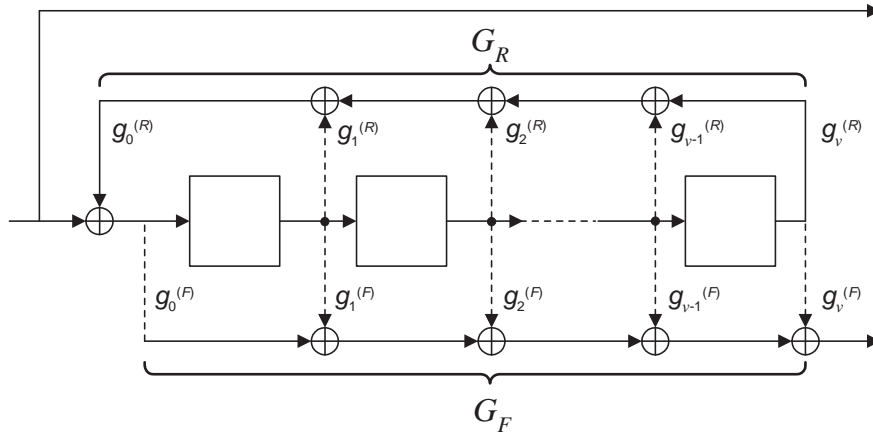 G_R
g_0^(R) g_1^(R) g_2^(R) g_{ν-1}^(R) g_ν^(R)
g_0^(F) g_1^(F) g_2^(F) g_{ν-1}^(F) g_ν^(F)
G_F